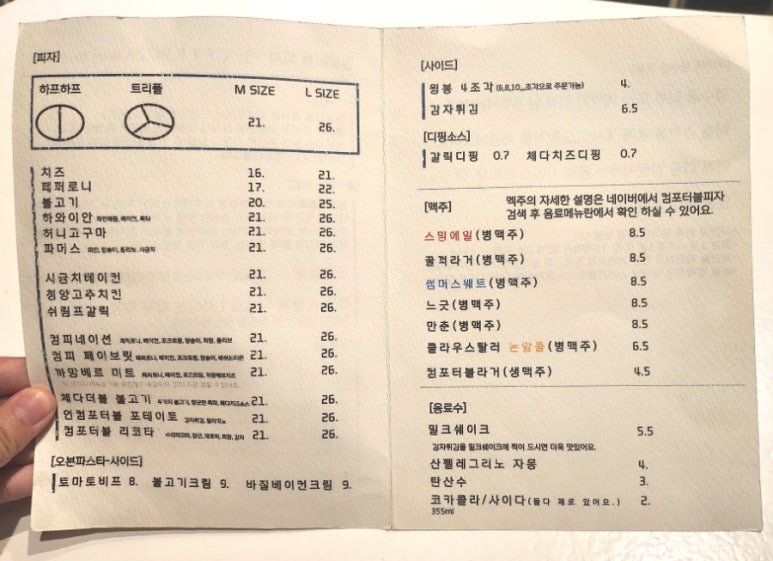 [피자]
하프하프 트리플 M SIZE L SIZE
21. 26.
치즈 16. 21.
페퍼로니 17. 22.
불고기 20. 25.
하와이안 21. 26.
허니고구마 21. 26.
파머스 21. 26.
시금치베이컨 21. 26.
청양고추치킨 21. 26.
쉬림프갈릭 21. 26.
컴피네이션 21. 26.
컴피 페이보릿 21. 26.
까망베르 미트 21. 26.
체다더블 불고기 21. 26.
언컴포터블 포테이토 21. 26.
컴포터블 리코타 21. 26.
[오븐파스타-사이드]
토마토비프 8. 불고기크림 9. 바질베이컨크림 9.
[사이드]
윙봉 4조각 (6,8,10,,,조각으로 주문가능) 4.
감자튀김 6.5
[디핑소스]
갈릭디핑 0.7 체다치즈디핑 0.7
[맥주] 멕주의 자세한 설명은 네이버에서 컴포터블피자
검색 후 음료메뉴란에서 확인 하실 수 있어요.
스밍에일(병맥주) 8.5
꿀꺽라거(병맥주) 8.5
썸머스웨트(병맥주) 8.5
느긋(병맥주) 8.5
만춘(병맥주) 8.5
클라우스탈러 논알콜(병맥주) 6.5
컴포터블라거(생맥주) 4.5
[음료수]
밀크쉐이크 5.5
감자튀김을 밀크쉐이크에 찍어 드시면 더욱 맛있어요.
산펠레그리노 자몽 4.
탄산수 3.
코카콜라/사이다(둘다 제로 있어요.) 2.
355ml